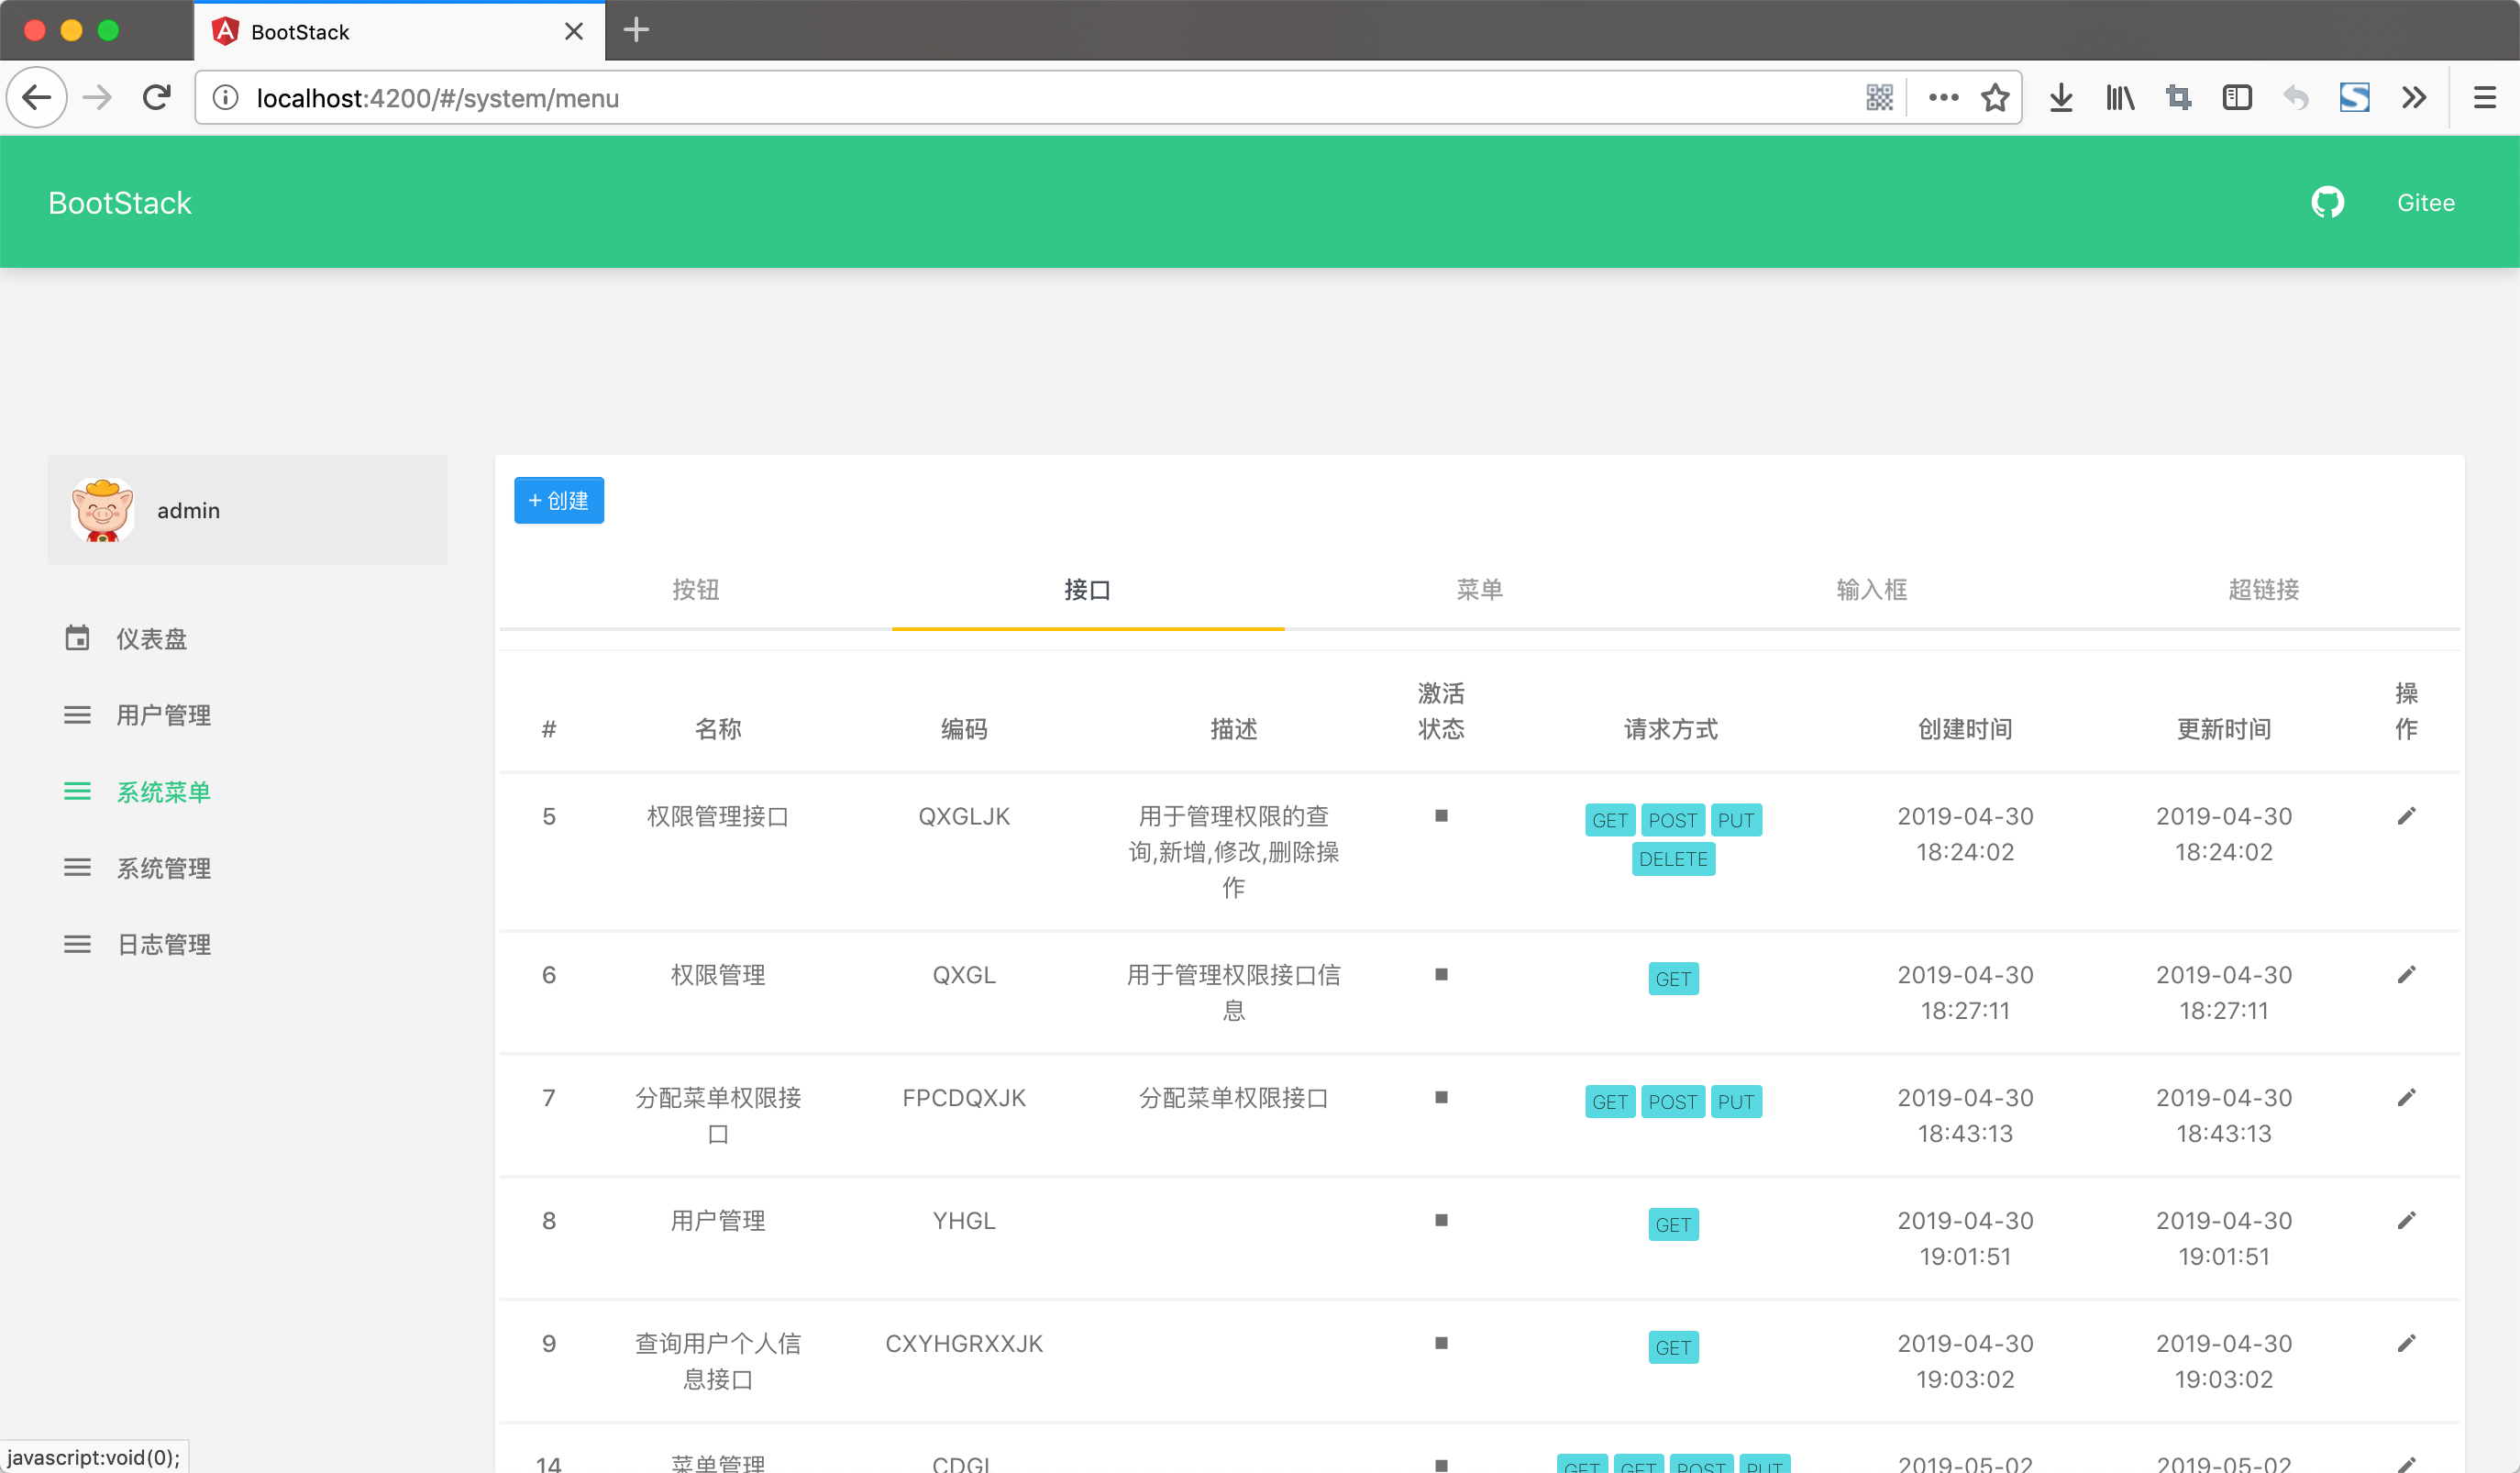 BootStack
localhost:4200/#/system/menu
BootStack
Gitee
admin
仪表盘
用户管理
系统菜单
系统管理
日志管理
+ 创建
按钮 接口 菜单 输入框 超链接
# 名称 编码 描述 激活状态 请求方式 创建时间 更新时间 操作
5 权限管理接口 QXGLJK 用于管理权限的查 GET POST PUT 2019-04-30 2019-04-30
询,新增,修改,删除操 DELETE 18:24:02 18:24:02
作
6 权限管理 QXGL 用于管理权限接口信 GET 2019-04-30 2019-04-30
息 18:27:11 18:27:11
7 分配菜单权限接 FPCDQXJK 分配菜单权限接口 GET POST PUT 2019-04-30 2019-04-30
口 18:43:13 18:43:13
8 用户管理 YHGL GET 2019-04-30 2019-04-30
19:01:51 19:01:51
9 查询用户个人信 CXYHGRXXJK GET 2019-04-30 2019-04-30
息接口 19:03:02 19:03:02
14 菜单管理 CDGL GET GET POST PUT 2019-05-02 2019-05-02
javascript:void(0);